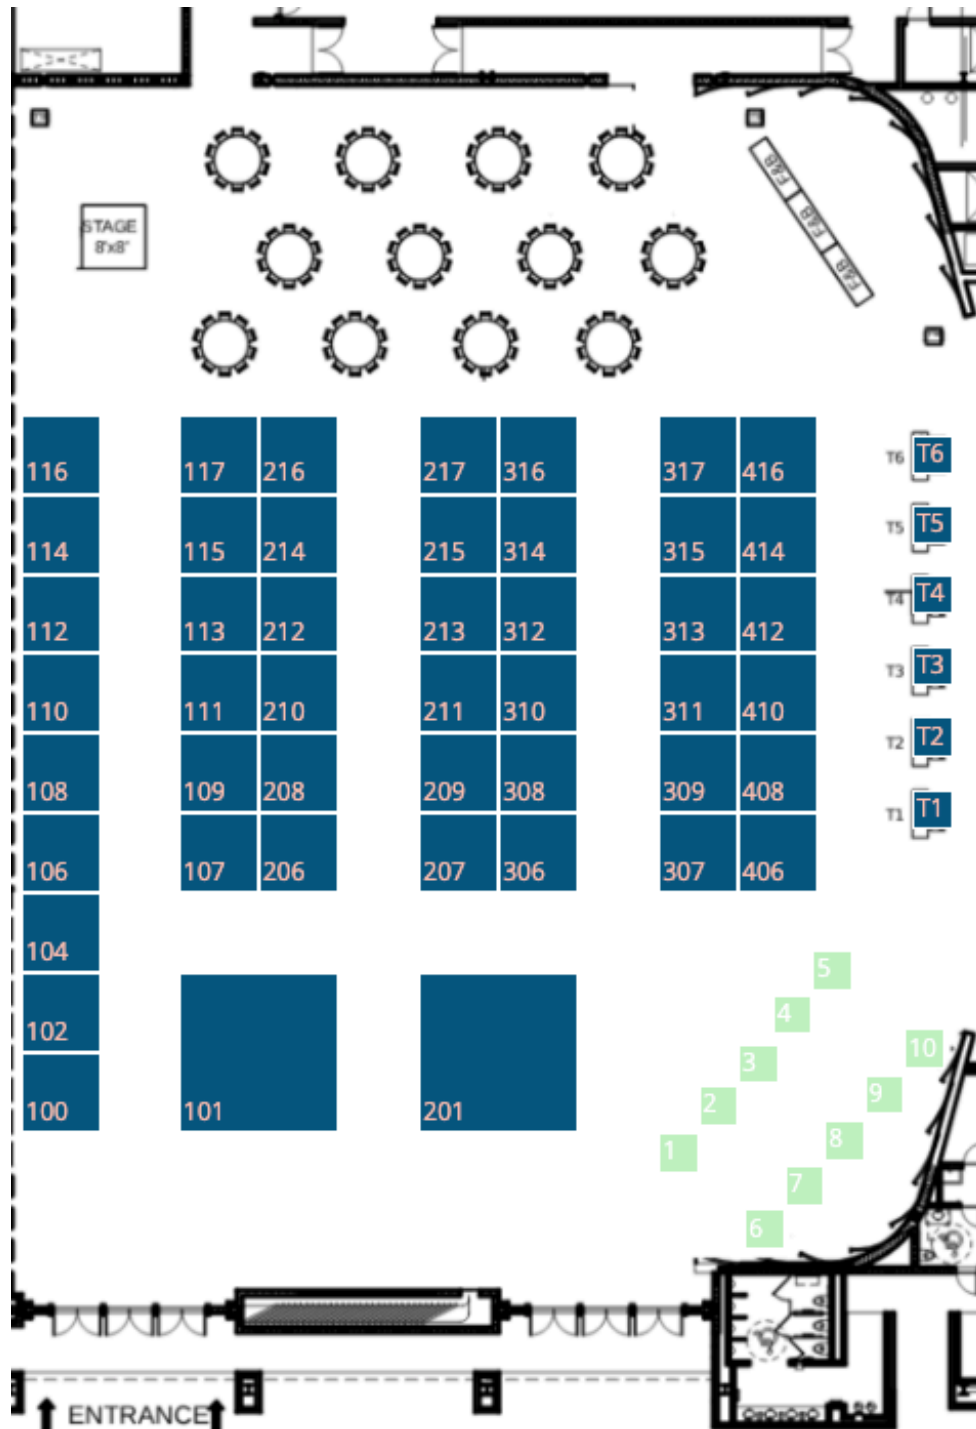 F&B
F&B
F&B
STAGE
8'x8'
116 117 216 217 316 317 416 T6 T6
114 115 214 215 314 315 414 T5 T5
112 113 212 213 312 313 412 T4 T4
110 111 210 211 310 311 410 T3 T3
108 109 208 209 308 309 408 T2 T2
106 107 206 207 306 307 406 T1 T1
104
102
100 101 201
5
4
3
2
1
10
9
8
7
6
ENTRANCE